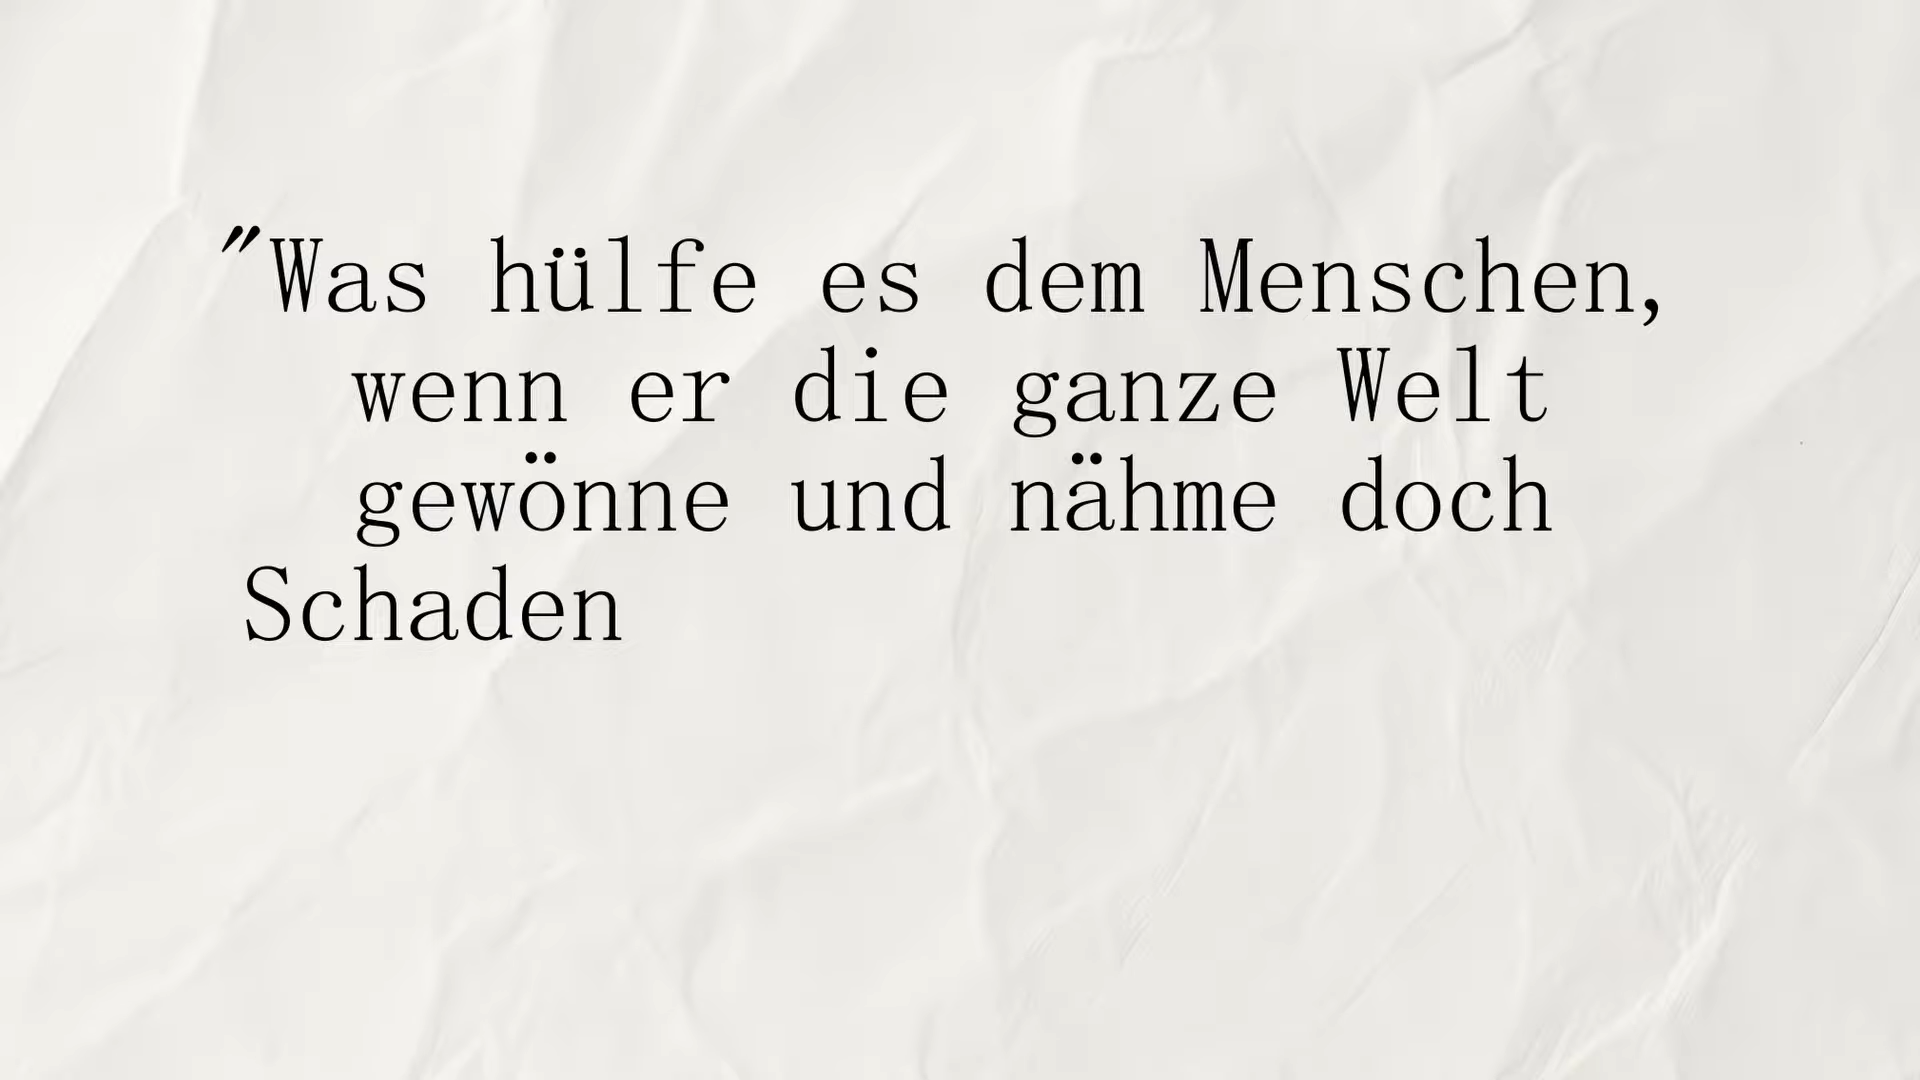 "Was hülfe es dem Menschen,
wenn er die ganze Welt
gewönne und nähme doch
Schaden